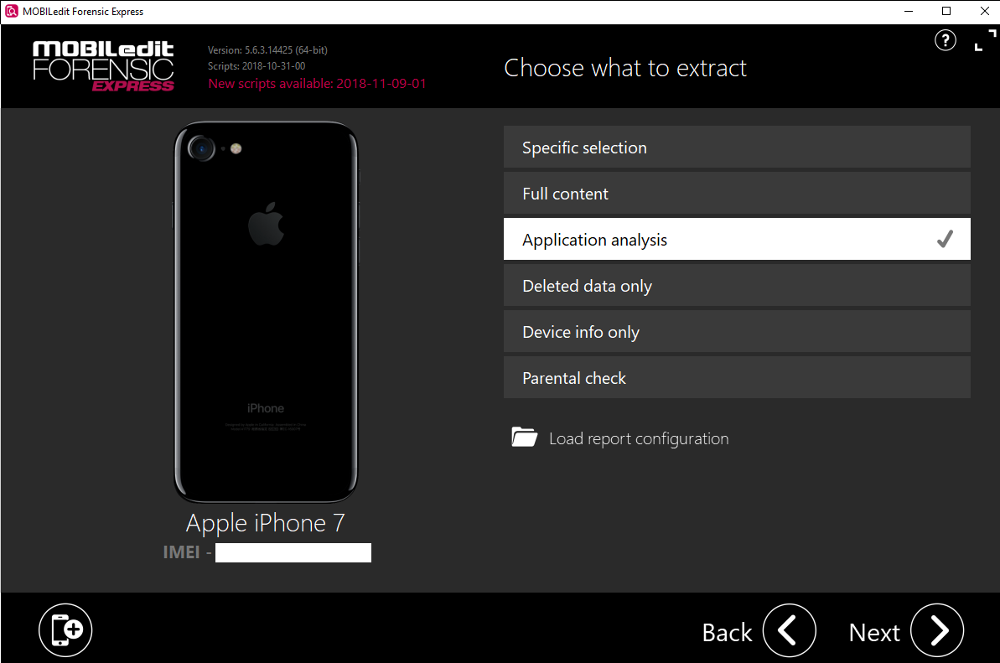 MOBILedit Forensic Express
MOBILedit
FORENSIC
EXPRESS
Version: 5.6.3.14425 (64-bit)
Scripts: 2018-10-31-00
New scripts available: 2018-11-09-01
Choose what to extract
?
Specific selection
Full content
Application analysis
Deleted data only
Device info only
Parental check
Load report configuration
iPhone
Apple iPhone 7
IMEI -
Back
Next